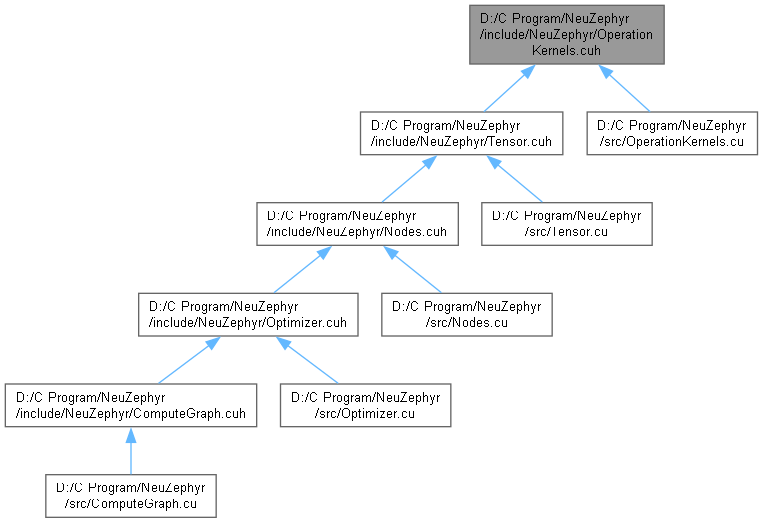 D:/C Program/NeuZephyr
/include/NeuZephyr/Operation
Kernels.cuh
D:/C Program/NeuZephyr
/include/NeuZephyr/Tensor.cuh
D:/C Program/NeuZephyr
/src/OperationKernels.cu
D:/C Program/NeuZephyr
/include/NeuZephyr/Nodes.cuh
D:/C Program/NeuZephyr
/src/Tensor.cu
D:/C Program/NeuZephyr
/include/NeuZephyr/Optimizer.cuh
D:/C Program/NeuZephyr
/src/Nodes.cu
D:/C Program/NeuZephyr
/include/NeuZephyr/ComputeGraph.cuh
D:/C Program/NeuZephyr
/src/Optimizer.cu
D:/C Program/NeuZephyr
/src/ComputeGraph.cu